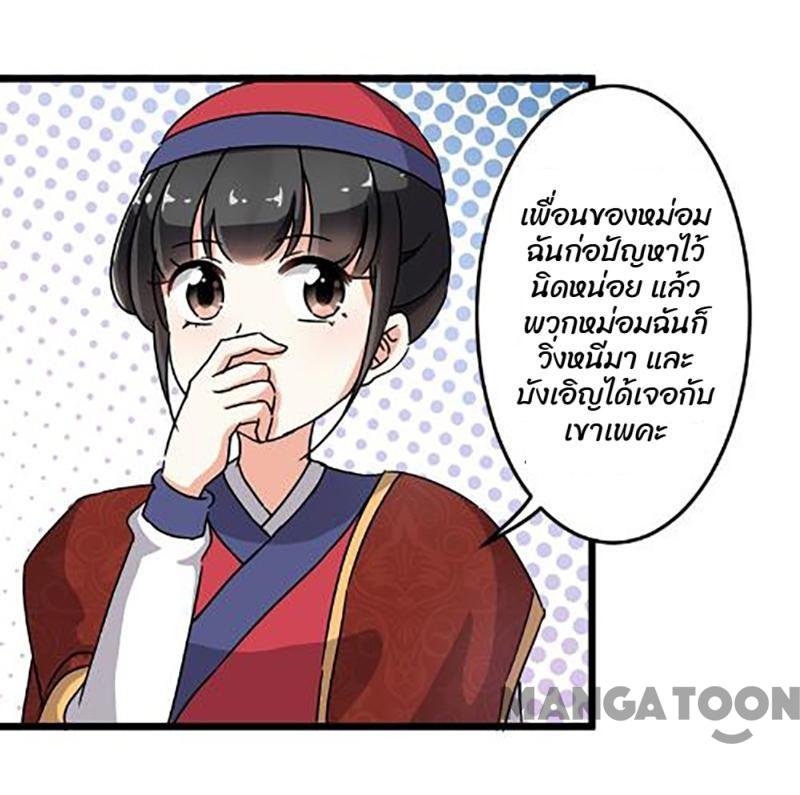 เพื่อนของหม่อม
ฉันก่อปัญหาไว้
นิดหน่อย แล้ว
พวกหม่อมฉันก็
วิ่งหนีมา และ
บังเอิญได้เจอกับ
เขาเพคะ
MANGATOON